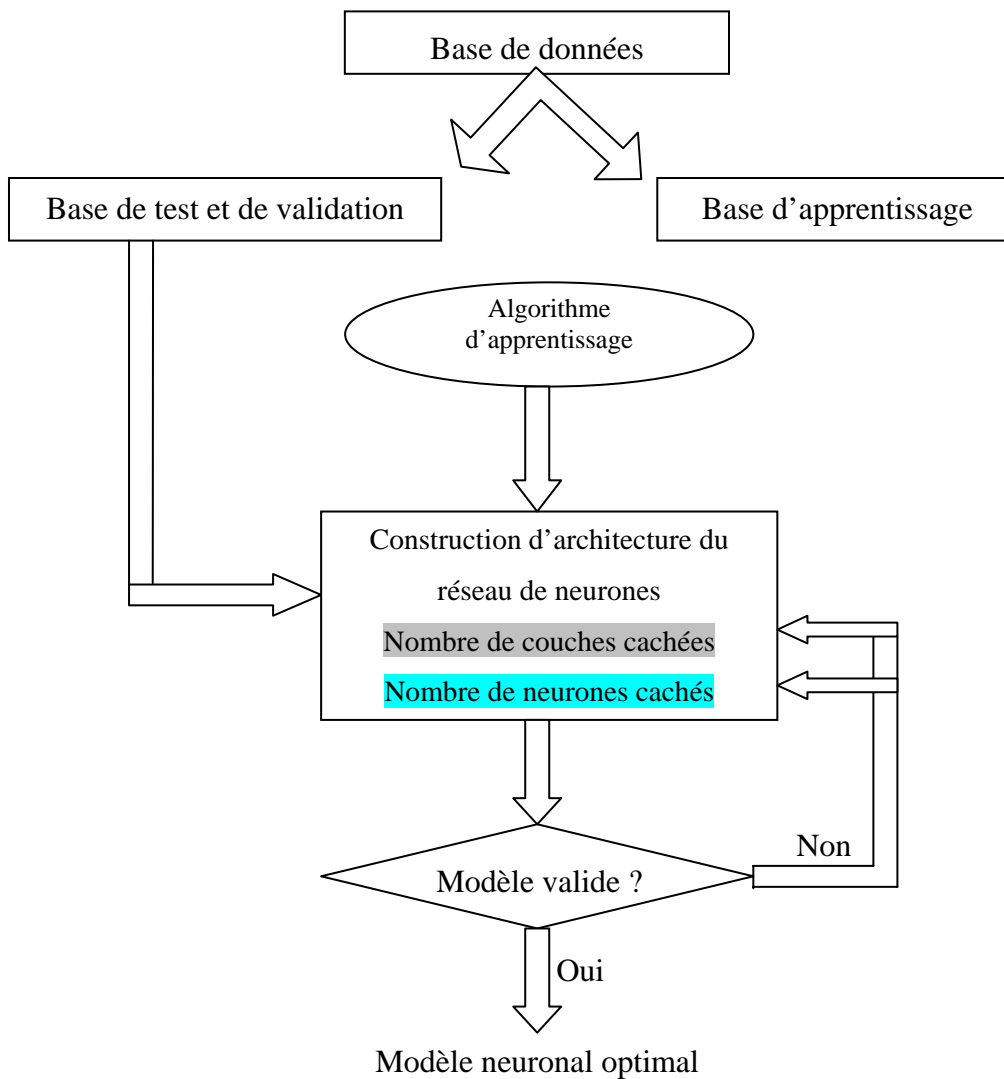 Base de données
Base de test et de validation
Base d’apprentissage
Algorithme
d’apprentissage
Construction d’architecture du
réseau de neurones
Nombre de couches cachées
Nombre de neurones cachés
Non
Modèle valide ?
Oui
Modèle neuronal optimal